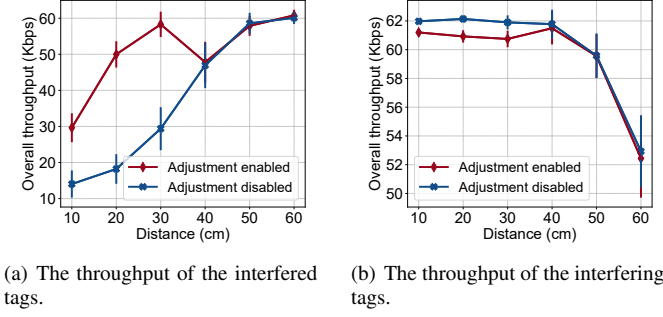 Overall throughput (Kbps)
60
50
40
30
20
10
Adjustment enabled
Adjustment disabled
10 20 30 40 50 60
Distance (cm)
(a) The throughput of the interfered
tags.
Overall throughput (Kbps)
62
60
58
56
54
52
50
Adjustment enabled
Adjustment disabled
10 20 30 40 50 60
Distance (cm)
(b) The throughput of the interfering
tags.